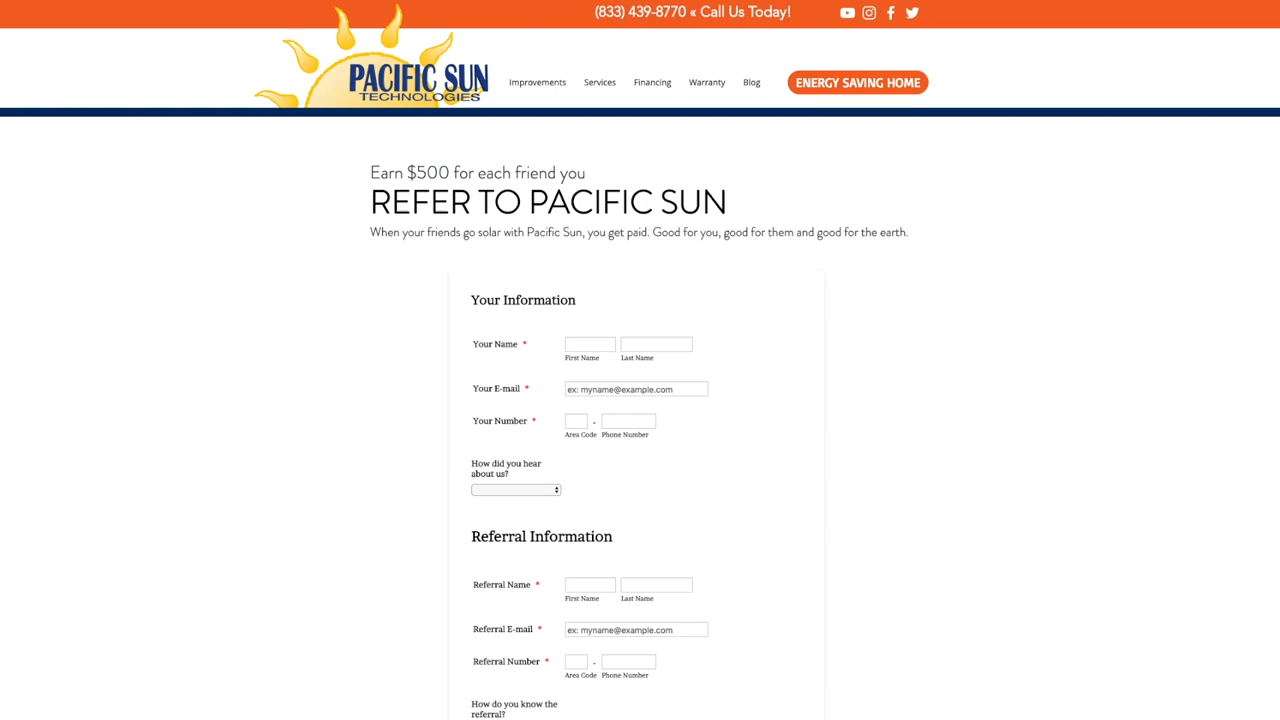 (833) 439-8770 « Call Us Today!
PACIFIC SUN
TECHNOLOGIES
Improvements Services Financing Warranty Blog ENERGY SAVING HOME
Earn $500 for each friend you
REFER TO PACIFIC SUN
When your friends go solar with Pacific Sun, you get paid. Good for you, good for them and good for the earth.
Your Information
Your Name *
First Name Last Name
Your E-mail * ex: myname@example.com
Your Number * -
Area Code Phone Number
How did you hear
about us?
Referral Information
Referral Name *
First Name Last Name
Referral E-mail * ex: myname@example.com
Referral Number * -
Area Code Phone Number
How do you know the
referral?